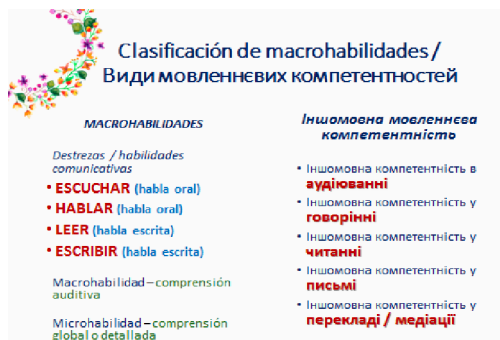 Clasificación de macrohabilidades /
Види мовленнєвих компетентностей
MACROHABILIDADES
Destrezas / habilidades
comunicativas
• ESCUCHAR (habla oral)
• HABLAR (habla oral)
• LEER (habla escrita)
• ESCRIBIR (habla escrita)
Macrohabilidad – comprensión
auditiva
Microhabilidad – comprensión
global o detallada
Іншомовна мовленнєва
компетентність
• Іншомовна компетентність в
аудіюванні
• Іншомовна компетентність у
говорінні
• Іншомовна компетентність у
читанні
• Іншомовна компетентність у
письмі
• Іншомовна компетентність у
перекладі / медіації